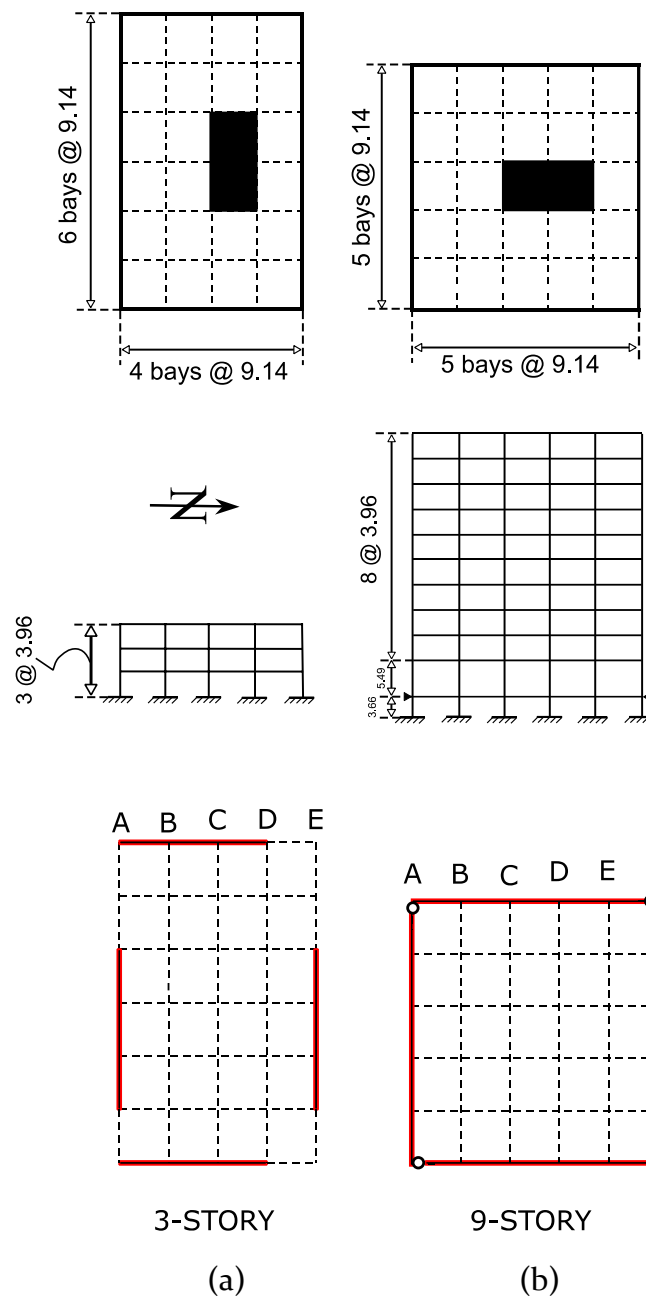 6 bays @ 9.14
4 bays @ 9.14
5 bays @ 9.14
5 bays @ 9.14
N
3 @ 3.96
8 @ 3.96
5.49
3.66
A B C D E
A B C D E
3-STORY
9-STORY
(a)
(b)